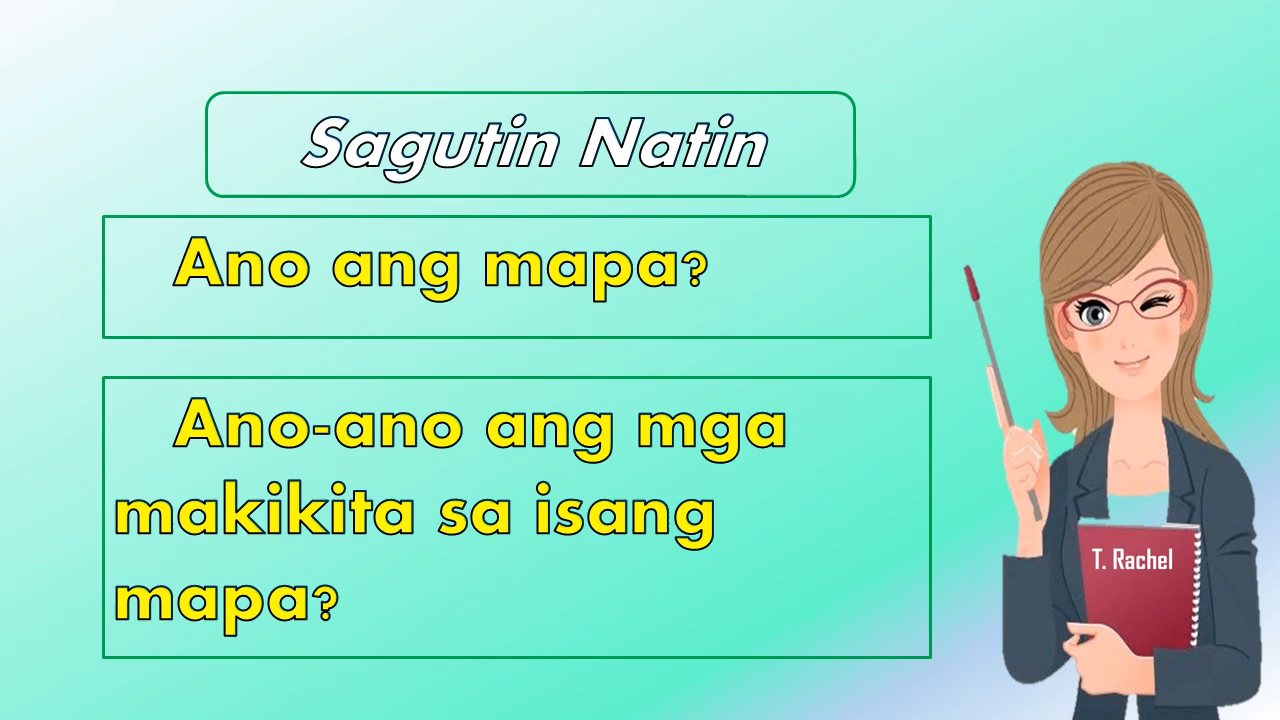 Sagutin Natin
Ano ang mapa?
Ano-ano ang mga
makikita sa isang
mapa?
T. Rachel